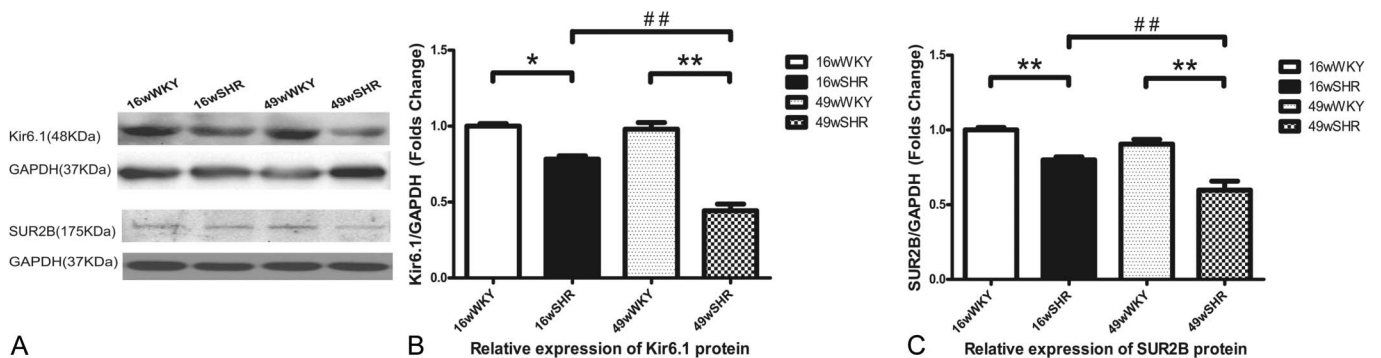 16wWKY 16wSHR 49wWKY 49wSHR
Kir6.1(48KDa)
GAPDH(37KDa)
SUR2B(175KDa)
GAPDH(37KDa)
A
# #
* **
Kir6.1/GAPDH (Folds Change)
1.5
1.0
0.5
0.0
16wWKY 16wSHR 49wWKY 49wSHR
16wWKY
16wSHR
49wWKY
49wSHR
B
Relative expression of Kir6.1 protein
# #
** **
SUR2B/GAPDH (Folds Change)
1.5
1.0
0.5
0.0
16wWKY 16wSHR 49wWKY 49wSHR
16wWKY
16wSHR
49wWKY
49wSHR
C
Relative expression of SUR2B protein